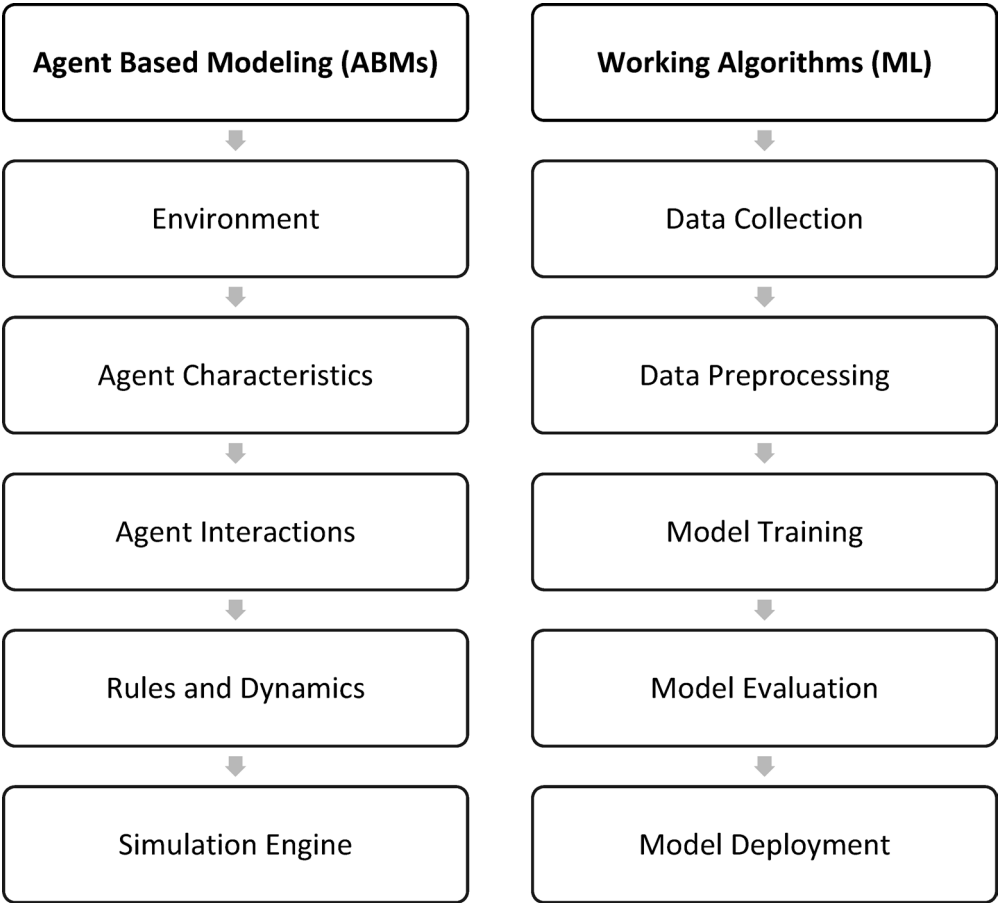 Agent Based Modeling (ABMs)
Environment
Agent Characteristics
Agent Interactions
Rules and Dynamics
Simulation Engine
Working Algorithms (ML)
Data Collection
Data Preprocessing
Model Training
Model Evaluation
Model Deployment